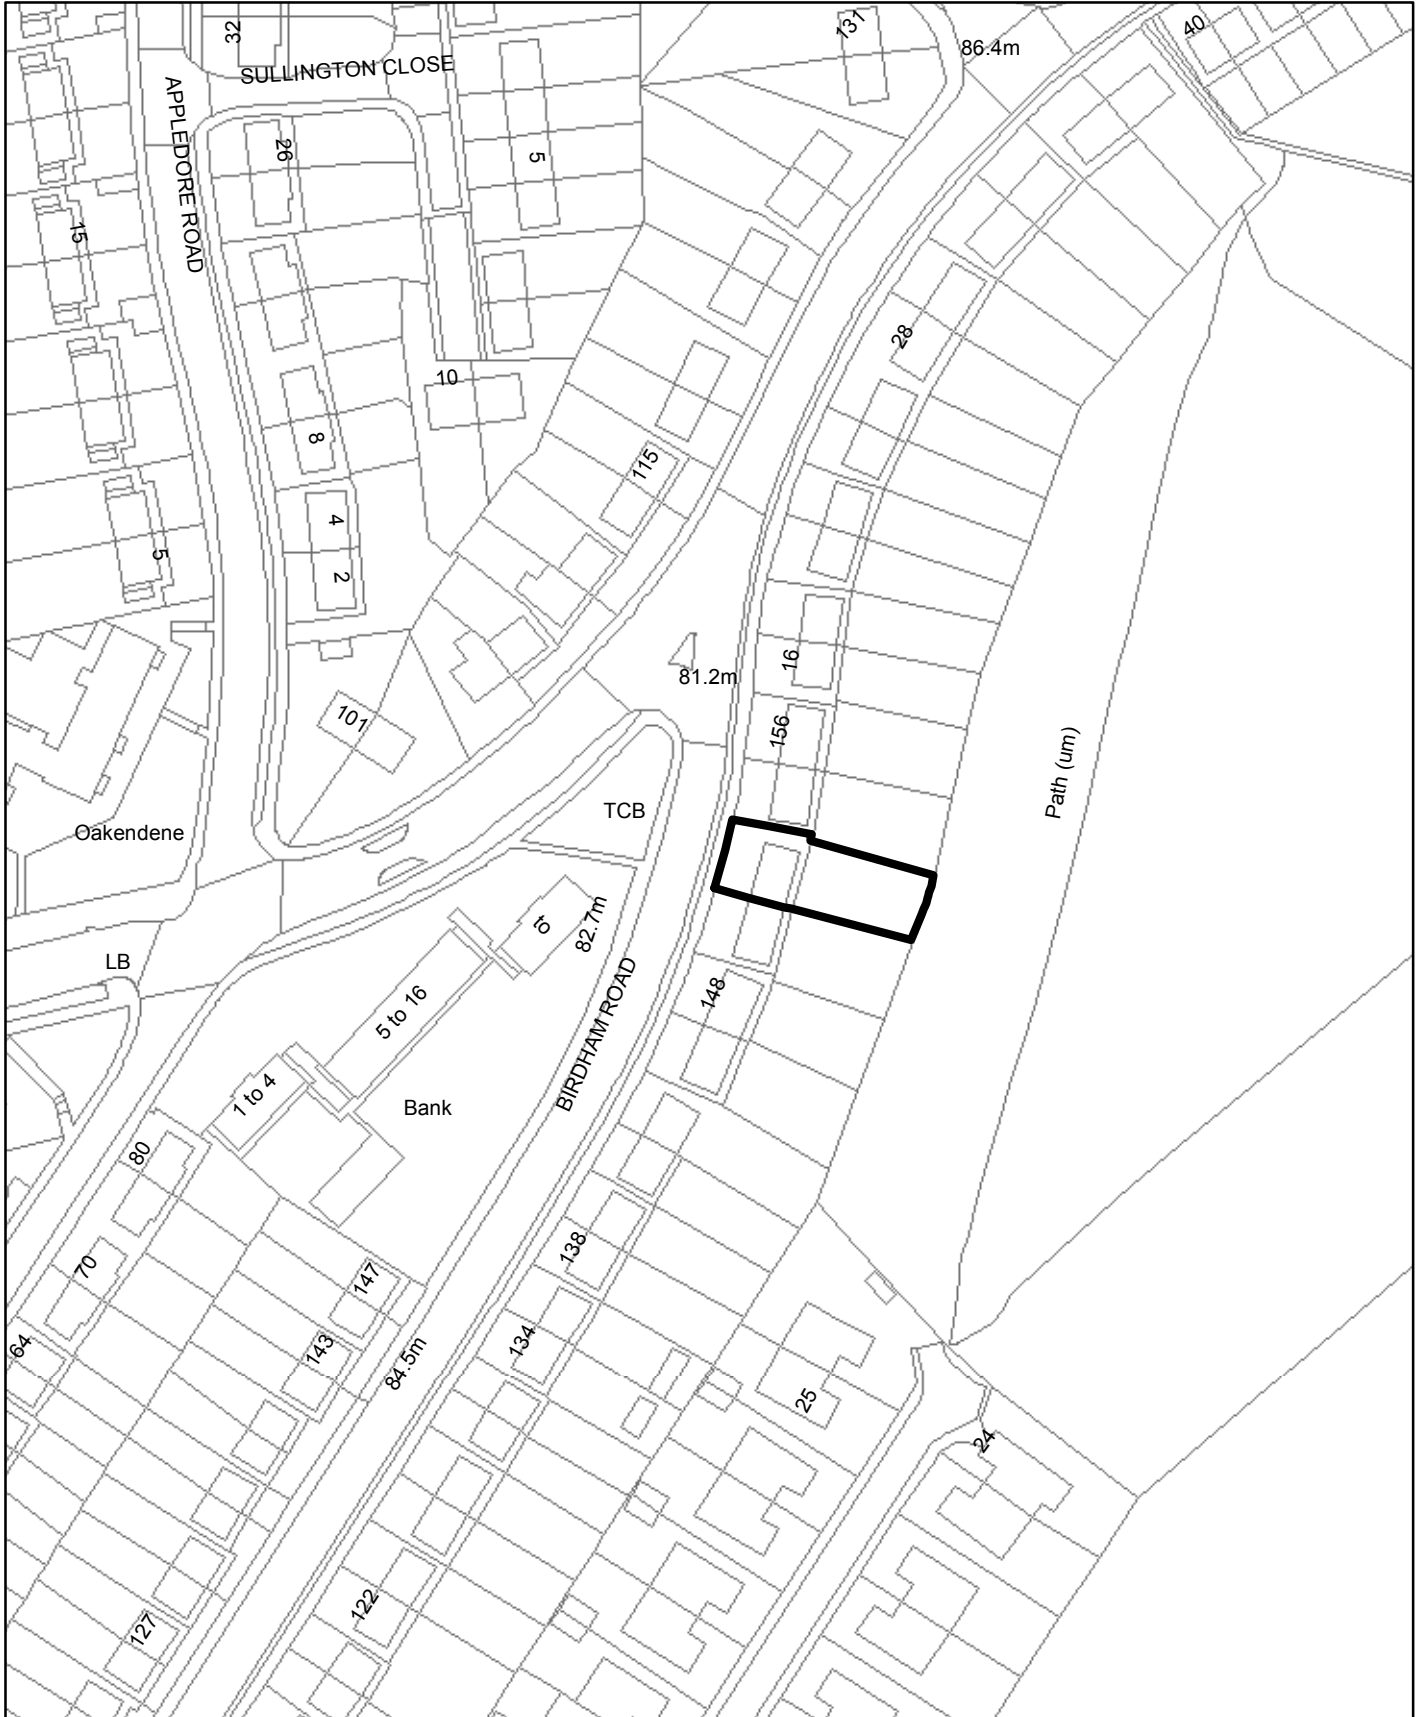 32
131
40
86.4m
SULLINGTON CLOSE
APPLEDORE ROAD
26
5
15
28
10
8
115
4
5
2
16
81.2m
101
156
Path (um)
TCB
Oakendene
to
82.7m
LB
148
5 to 16
BIRDHAM ROAD
1 to 4
Bank
80
138
70
147
134
64
143
84.5m
25
24
122
127